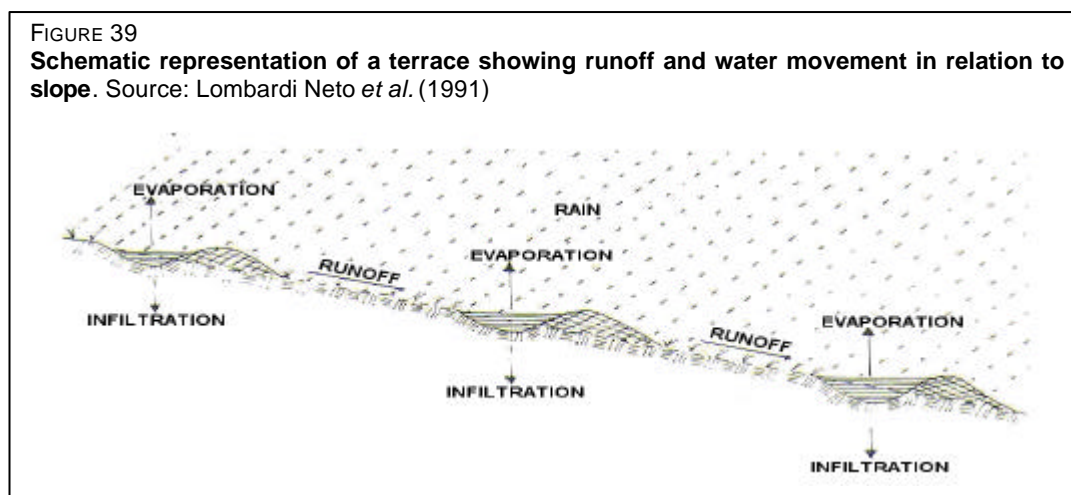 FIGURE 39
Schematic representation of a terrace showing runoff and water movement in relation to
slope. Source: Lombardi Neto et al. (1991)
EVAPORATION
RAIN
EVAPORATION
RUNOFF
INFILTRATION
EVAPORATION
RUNOFF
INFILTRATION
INFILTRATION